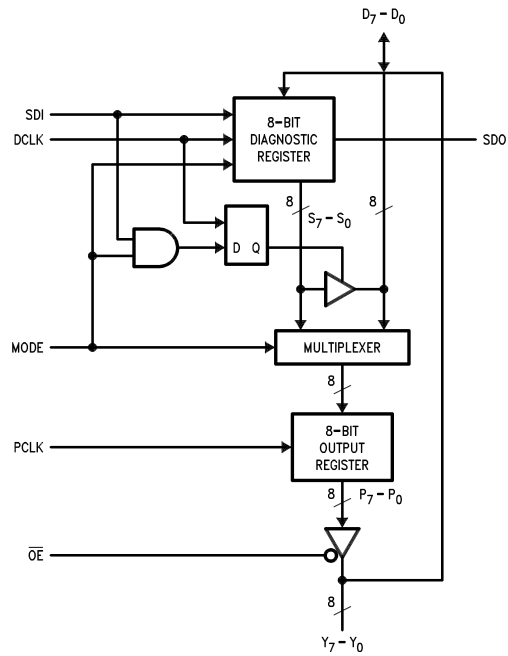 D7–D0
SDI
DCLK
8–BIT
DIAGNOSTIC
REGISTER
SDO
8
S7–S0
8
D Q
MODE
MULTIPLEXER
8
PCLK
8–BIT
OUTPUT
REGISTER
8
P7–P0
O̅E̅
8
Y7–Y0